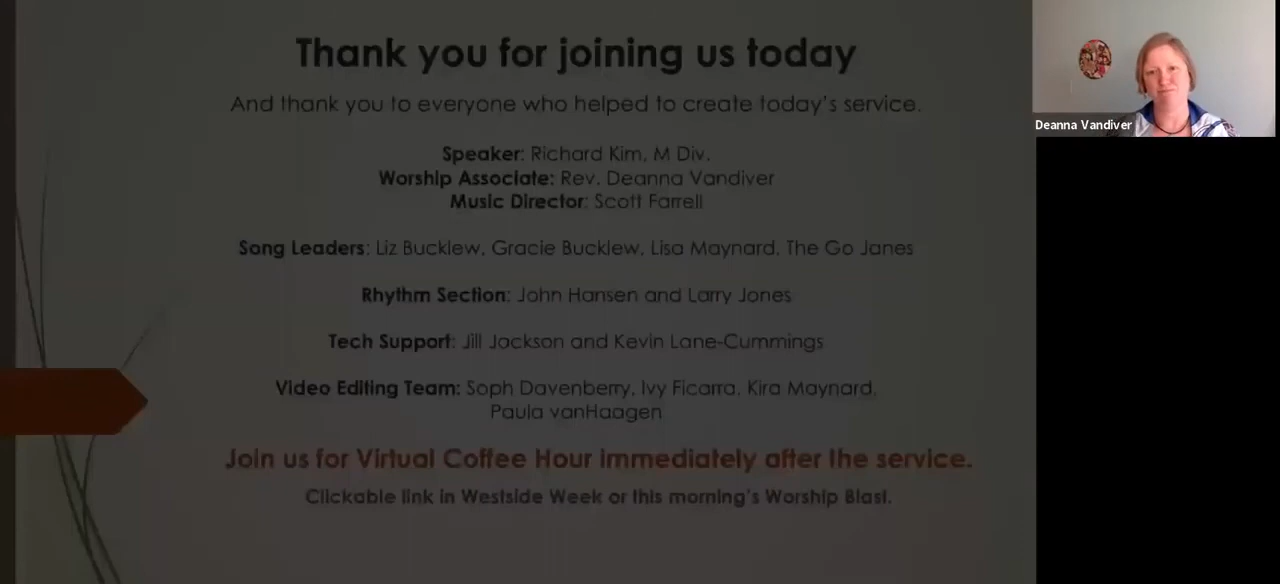 Thank you for joining us today
And thank you to everyone who helped to create today's service.
Speaker: Richard Kim, M Div.
Worship Associate: Rev. Deanna Vandiver
Music Director: Scott Farrell
Song Leaders: Liz Bucklew, Gracie Bucklew, Lisa Maynard, The Go Janes
Rhythm Section: John Hansen and Larry Jones
Tech Support: Jill Jackson and Kevin Lane-Cummings
Video Editing Team: Soph Davenberry, Ivy Ficarra, Kira Maynard,
Paula vanHaagen
Join us for Virtual Coffee Hour immediately after the service.
Clickable link in Westside Week or this morning's Worship Blast.
Deanna Vandiver